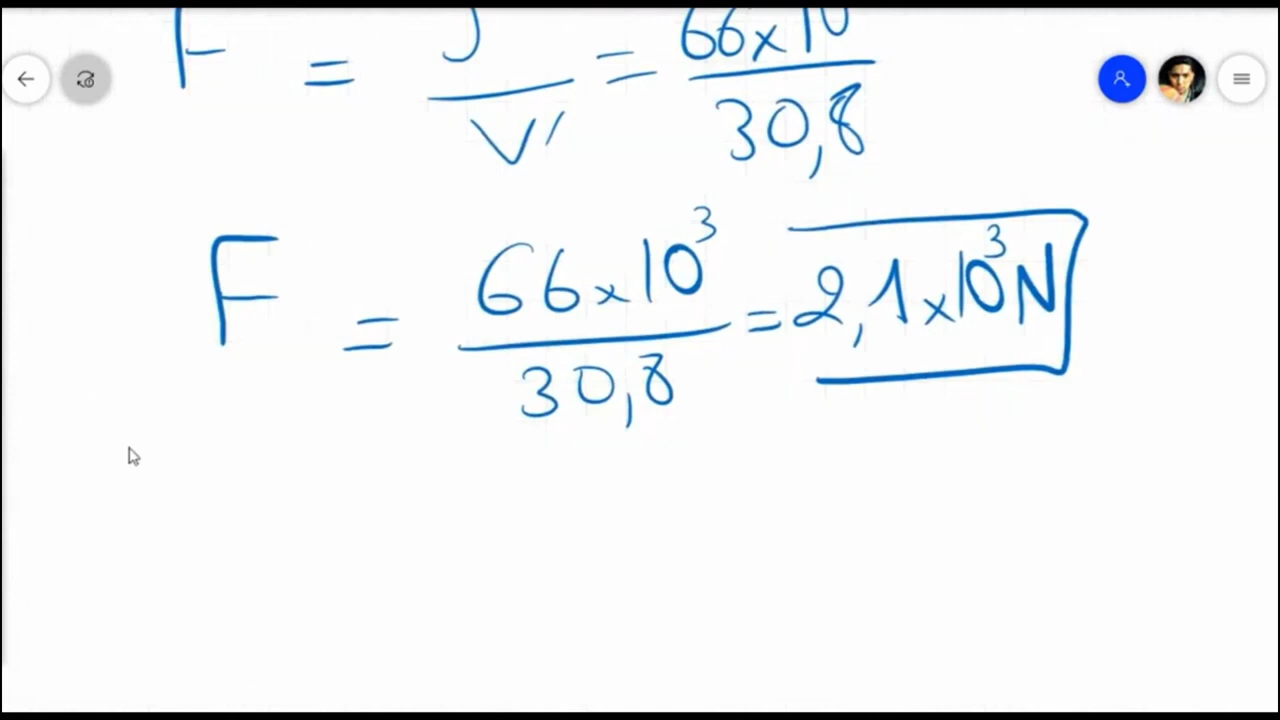 F = / V = 66x10 / 30,8
F = 66x10³ / 30,8 = 2,1x10³N